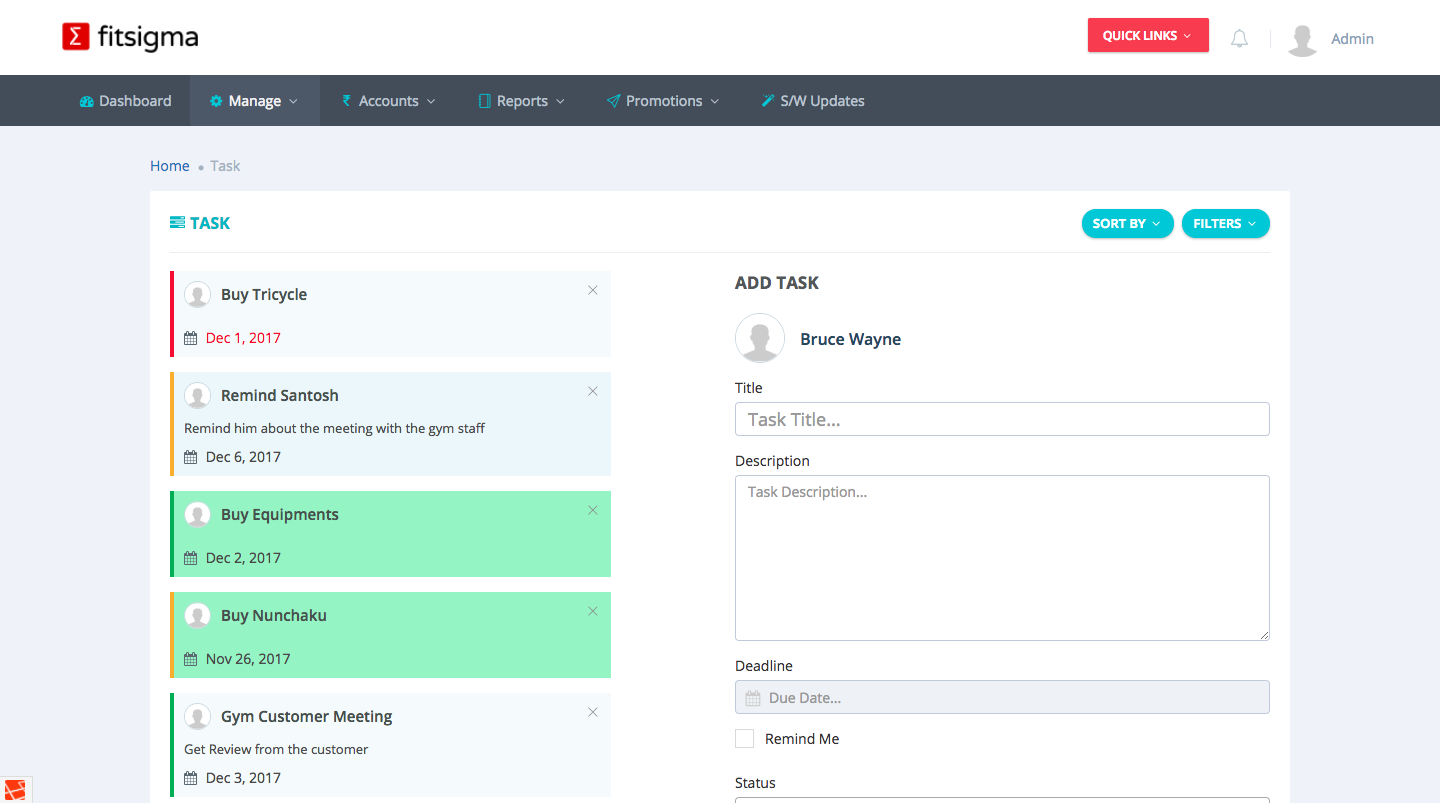 Σ fitsigma
QUICK LINKS
Admin
Dashboard
Manage
₹ Accounts
Reports
Promotions
S/W Updates
Home • Task
TASK
SORT BY
FILTERS
Buy Tricycle
Dec 1, 2017
Remind Santosh
Remind him about the meeting with the gym staff
Dec 6, 2017
Buy Equipments
Dec 2, 2017
Buy Nunchaku
Nov 26, 2017
Gym Customer Meeting
Get Review from the customer
Dec 3, 2017
ADD TASK
Bruce Wayne
Title
Task Title...
Description
Task Description...
Deadline
Due Date...
Remind Me
Status